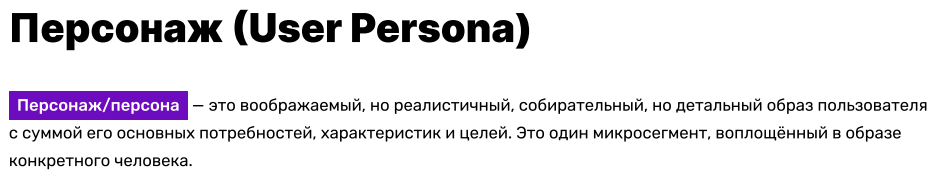 Персонаж (User Persona)
Персонаж/персона — это воображаемый, но реалистичный, собирательный, но детальный образ пользователя
с суммой его основных потребностей, характеристик и целей. Это один микросегмент, воплощённый в образе
конкретного человека.